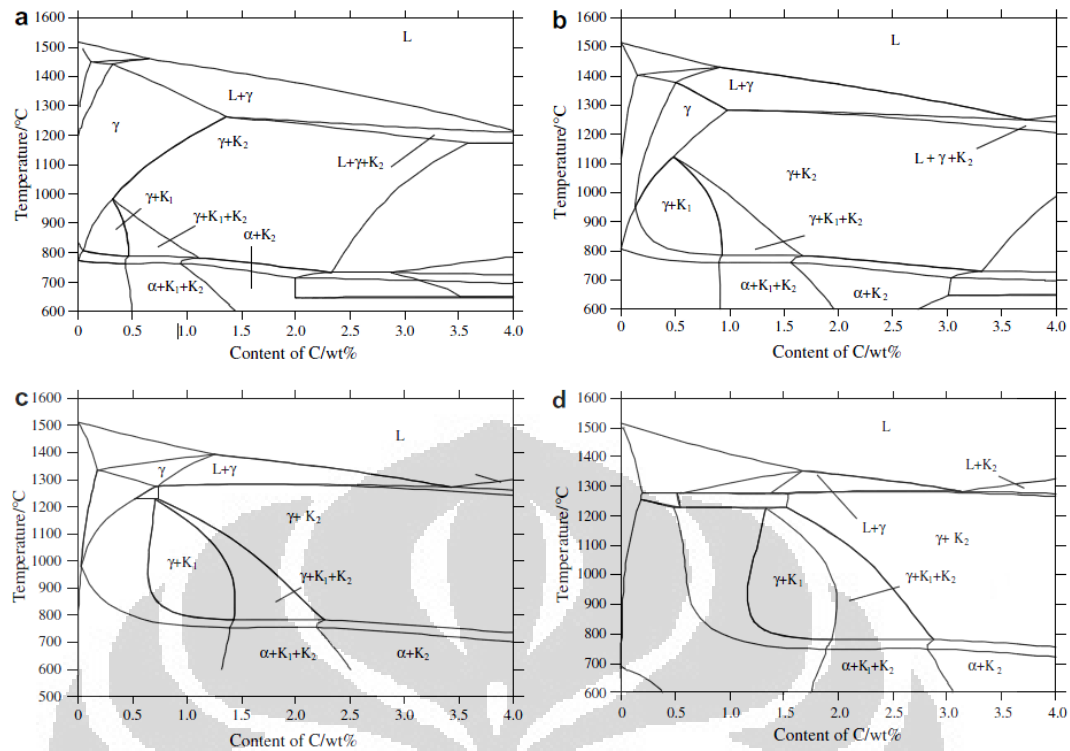 a
1600
1500
1400
1300
1200
1100
1000
900
800
700
600
Temperature/°C
L
L+γ
γ
γ+K₂
L+γ+K₂
γ+K₁
γ+K₁+K₂
α+K₂
α+K₁+K₂
0 0.5 1.0 1.5 2.0 2.5 3.0 3.5 4.0
Content of C/wt%
b
1600
1500
1400
1300
1200
1100
1000
900
800
700
600
Temperature/°C
L
L+γ
γ
L + γ +K₂
γ+K₂
γ+K₁
γ+K₁+K₂
α+K₁+K₂
α+K₂
0 0.5 1.0 1.5 2.0 2.5 3.0 3.5 4.0
Content of C/wt%
c
1600
1500
1400
1300
1200
1100
1000
900
800
700
600
500
Temperature/°C
L
γ
L+γ
γ+ K₂
γ+K₁
γ+K₁+K₂
α+K₁+K₂
α+K₂
0 0.5 1.0 1.5 2.0 2.5 3.0 3.5 4.0
Content of C/wt%
d
1600
1500
1400
1300
1200
1100
1000
900
800
700
600
Temperature/°C
L
L+K₂
L+γ
γ+ K₂
γ+K₁
γ+K₁+K₂
α+K₁+K₂
α+K₂
0 0.5 1.0 1.5 2.0 2.5 3.0 3.5 4.0
Content of C/wt%